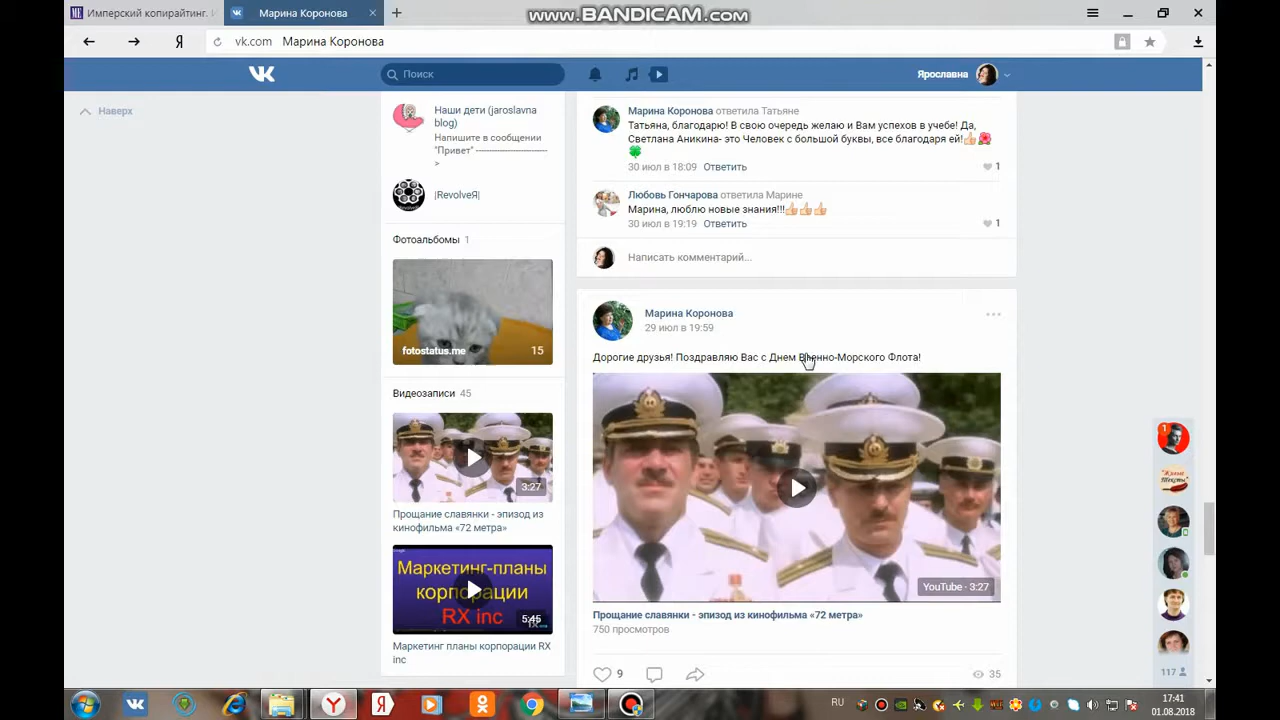 Имперский копирайтинг. И
Марина Коронова
www.BANDICAM.com
Я
vk.com Марина Коронова
Поиск
Ярославна
Наверх
Наши дети (jaroslavna
blog)
Напишите в сообщении
"Привет" -------------------------
>
|RevolveЯ|
Фотоальбомы 1
fotostatus.me 15
Видеозаписи 45
3:27
Прощание славянки - эпизод из
кинофильма «72 метра»
Маркетинг-планы
корпорации
RX inc
5:45
Маркетинг планы корпорации RX
inc
Марина Коронова ответила Татьяне
Татьяна, благодарю! В свою очередь желаю и Вам успехов в учебе! Да,
Светлана Аникина- это Человек с большой буквы, все благодаря ей!👍🌺
🍀
30 июл в 18:09 Ответить 1
Любовь Гончарова ответила Марине
Марина, люблю новые знания!!!👍👍👍
30 июл в 19:19 Ответить 1
Написать комментарий...
Марина Коронова
29 июл в 19:59
Дорогие друзья! Поздравляю Вас с Днем Военно-Морского Флота!
YouTube · 3:27
Прощание славянки - эпизод из кинофильма «72 метра»
750 просмотров
9 35
1
"Живые
Тексты"
117
RU
17:41
01.08.2018